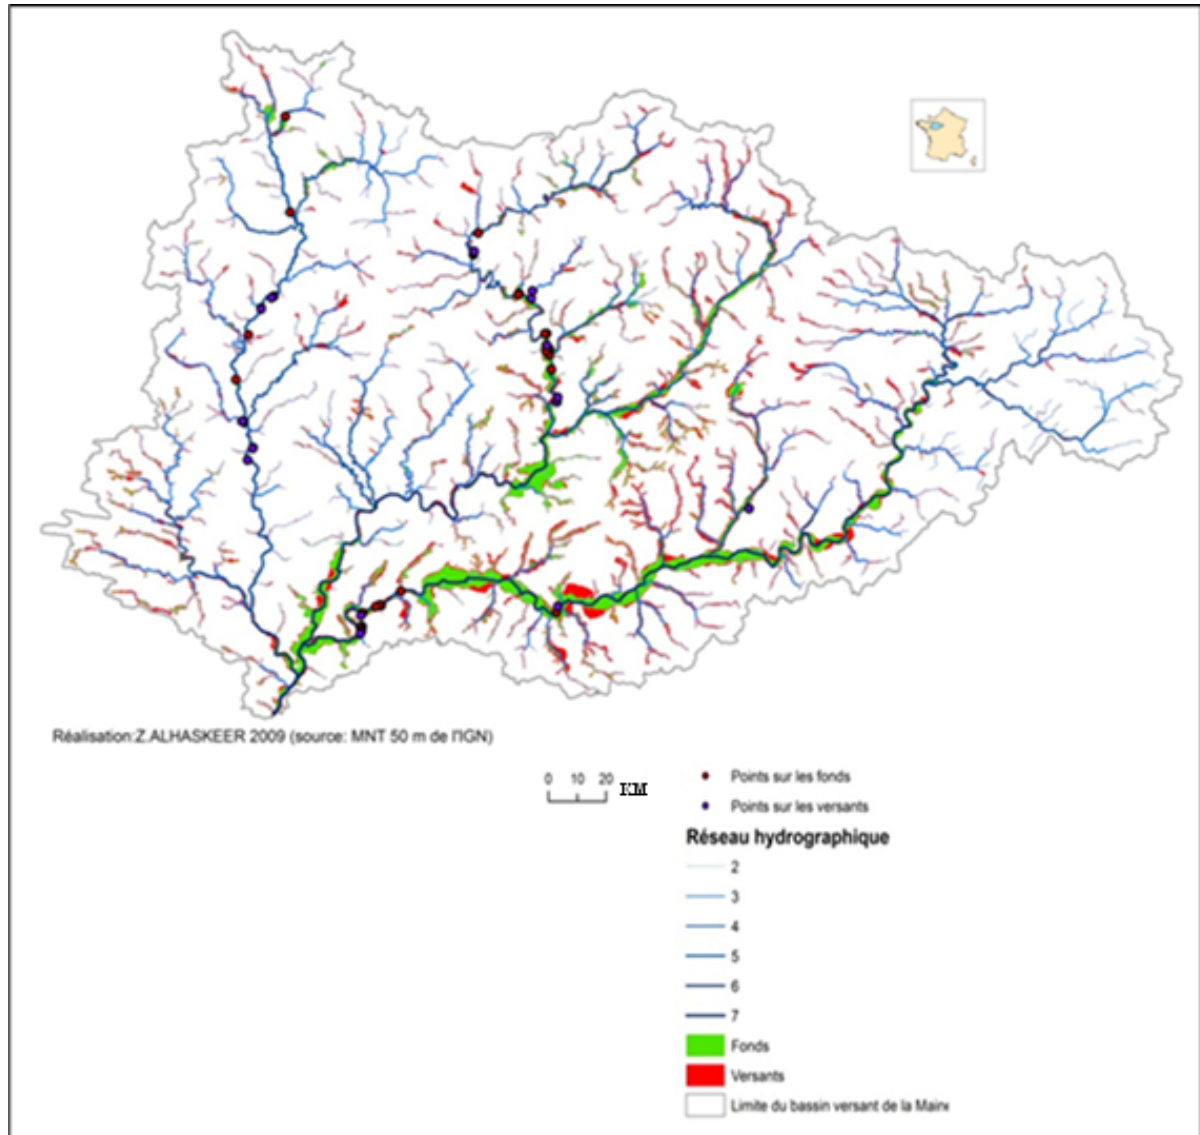 Réalisation:Z.ALHASKEER 2009 (source: MNT 50 m de l'IGN)
0 10 20 KM
Points sur les fonds
Points sur les versants
Réseau hydrographique
2
3
4
5
6
7
Fonds
Versants
Limite du bassin versant de la Maine